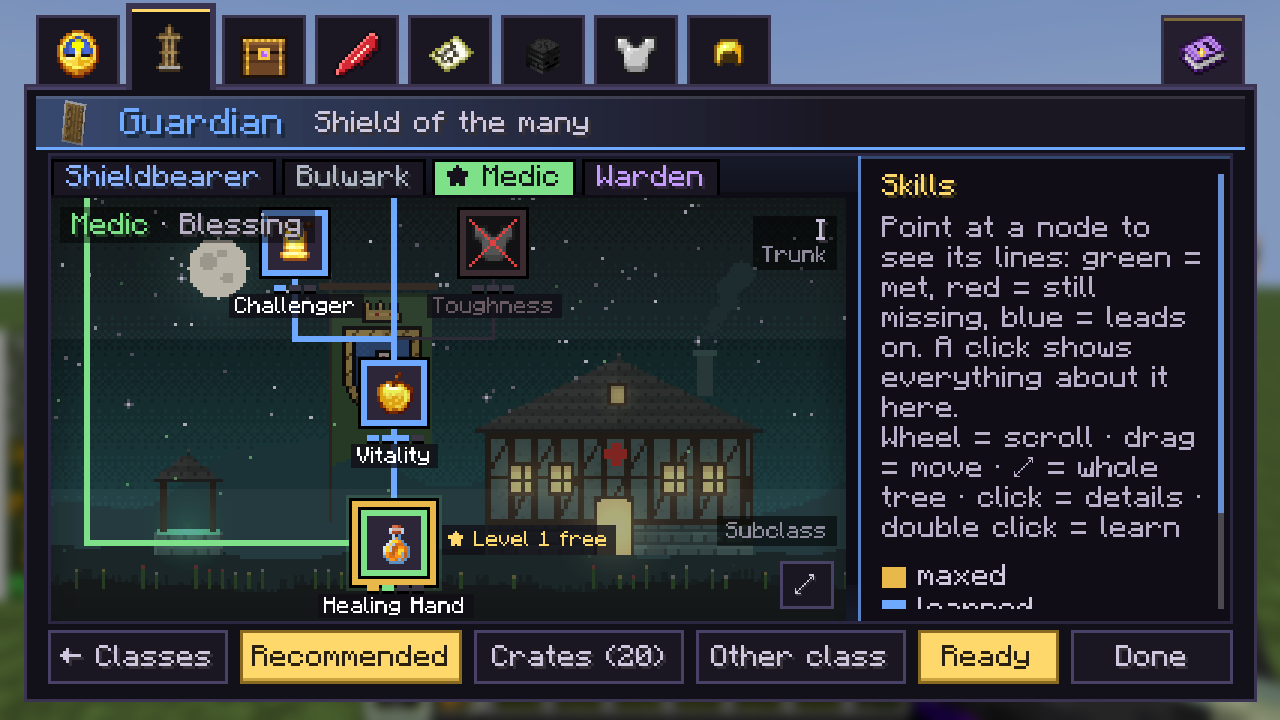 Guardian Shield of the many
Shieldbearer Bulwark ★ Medic Warden
Medic · Blessing
I
Trunk
Challenger
Toughness
Vitality
★ Level 1 free
Subclass
Healing Hand
Skills
Point at a node to
see its lines: green =
met, red = still
missing, blue = leads
on. A click shows
everything about it
here.
Wheel = scroll · drag
= move · ⤢ = whole
tree · click = details ·
double click = learn
maxed
learned
← Classes Recommended Crates (20) Other class Ready Done